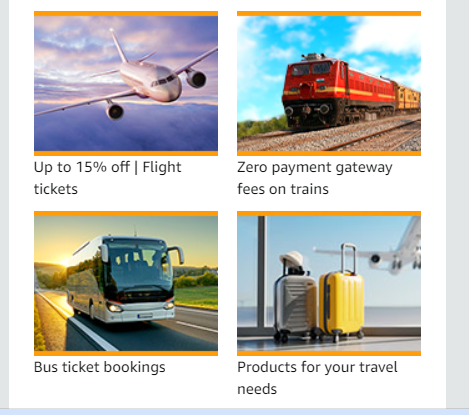 Up to 15% off | Flight
tickets
Zero payment gateway
fees on trains
Bus ticket bookings
Products for your travel
needs